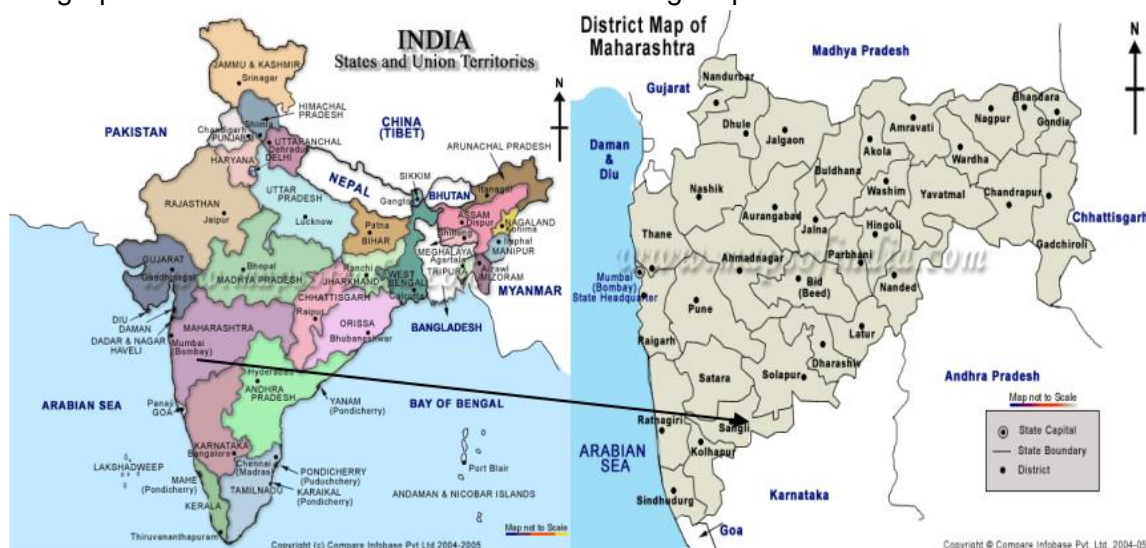 INDIA
States and Union Territories
N
JAMMU & KASHMIR
Srinagar
HIMACHAL
PRADESH
Shimla
PAKISTAN
Chandigarh
PUNJAB
CHINA
(TIBET)
UTTARANCHAL
Dehradun
HARYANA
DELHI
ARUNACHAL PRADESH
RAJASTHAN
Jaipur
UTTAR
PRADESH
Lucknow
NEPAL
SIKKIM
Gangtok
BHUTAN
Itanagar
ASSAM
Dispur
NAGALAND
Kohima
Patna
BIHAR
Shillong
MEGHALAYA
Imphal
MANIPUR
Agartala
TRIPURA
Aizawl
MIZORAM
GUJARAT
Gandhinagar
Bhopal
MADHYA PRADESH
Ranchi
JHARKHAND
WEST
BENGAL
Calcutta
MYANMAR
CHHATTISGARH
Raipur
BANGLADESH
DIU
DAMAN
DADAR & NAGAR
HAVELI
MAHARASHTRA
Mumbai
(Bombay)
ORISSA
Bhubaneshwar
Hyderabad
ANDHRA
PRADESH
YANAM
(Pondicherry)
ARABIAN SEA
BAY OF BENGAL
Panaji
GOA
KARNATAKA
Bangalore
Chennai
(Madras)
PONDICHERRY
(Puduchchery)
KARAIKAL
(Pondicherry)
LAKSHADWEEP
MAHE
(Pondicherry)
TAMILNADU
KERALA
Thiruvananthapuram
Port Blair
ANDAMAN & NICOBAR ISLANDS
Map not to Scale
Copyright (c) Compare Infobase Pvt. Ltd 2004-2005
District Map of
Maharashtra
Madhya Pradesh
N
Gujarat
Nandurbar
Dhule
Jalgaon
Amravati
Nagpur
Bhandara
Gondia
Daman
&
Diu
Akola
Buldhana
Wardha
Washim
Yavatmal
Chandrapur
Nashik
Aurangabad
Jalna
Hingoli
Chhattisgarh
Gadchiroli
Thane
Ahmadnagar
Parbhani
Nanded
Mumbai
(Bombay)
State Headquarter
Bid
(Beed)
Pune
Latur
Raigarh
Dharashiv
Satara
Solapur
Andhra Pradesh
Map not to Scale
State Capital
State Boundary
District
Ratnagiri
Sangli
ARABIAN
SEA
Kolhapur
Karnataka
Sindhudurg
Goa
Copyright © Compare Infobase Pvt. Ltd. 2004-05